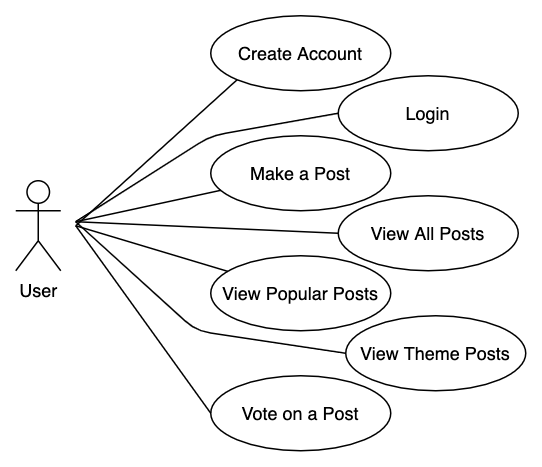 Create Account
Login
Make a Post
View All Posts
User
View Popular Posts
View Theme Posts
Vote on a Post